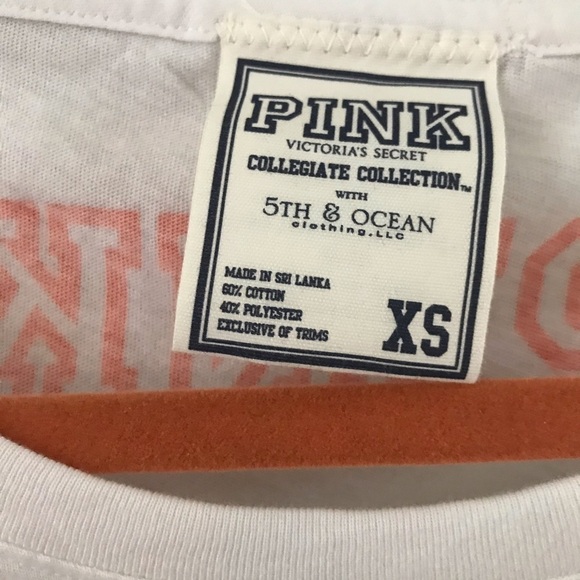 PINK
VICTORIA'S SECRET
COLLEGIATE COLLECTION™
WITH
5TH & OCEAN
clothing, LLC
MADE IN SRI LANKA
60% COTTON
40% POLYESTER
EXCLUSIVE OF TRIMS
XS